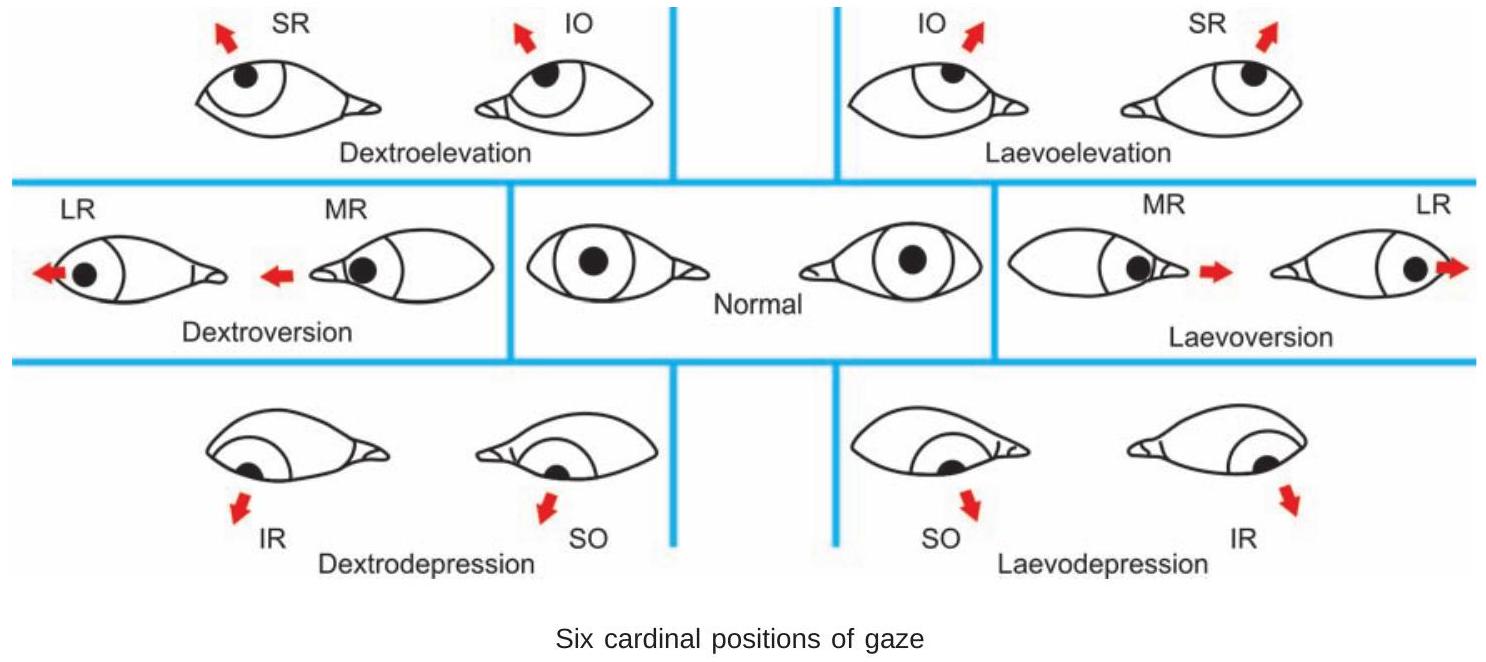 SR IO IO SR
Dextroelevation Laevoelevation
LR MR MR LR
Normal
Dextroversion Laevoversion
IR SO SO IR
Dextrodepression Laevodepression
Six cardinal positions of gaze